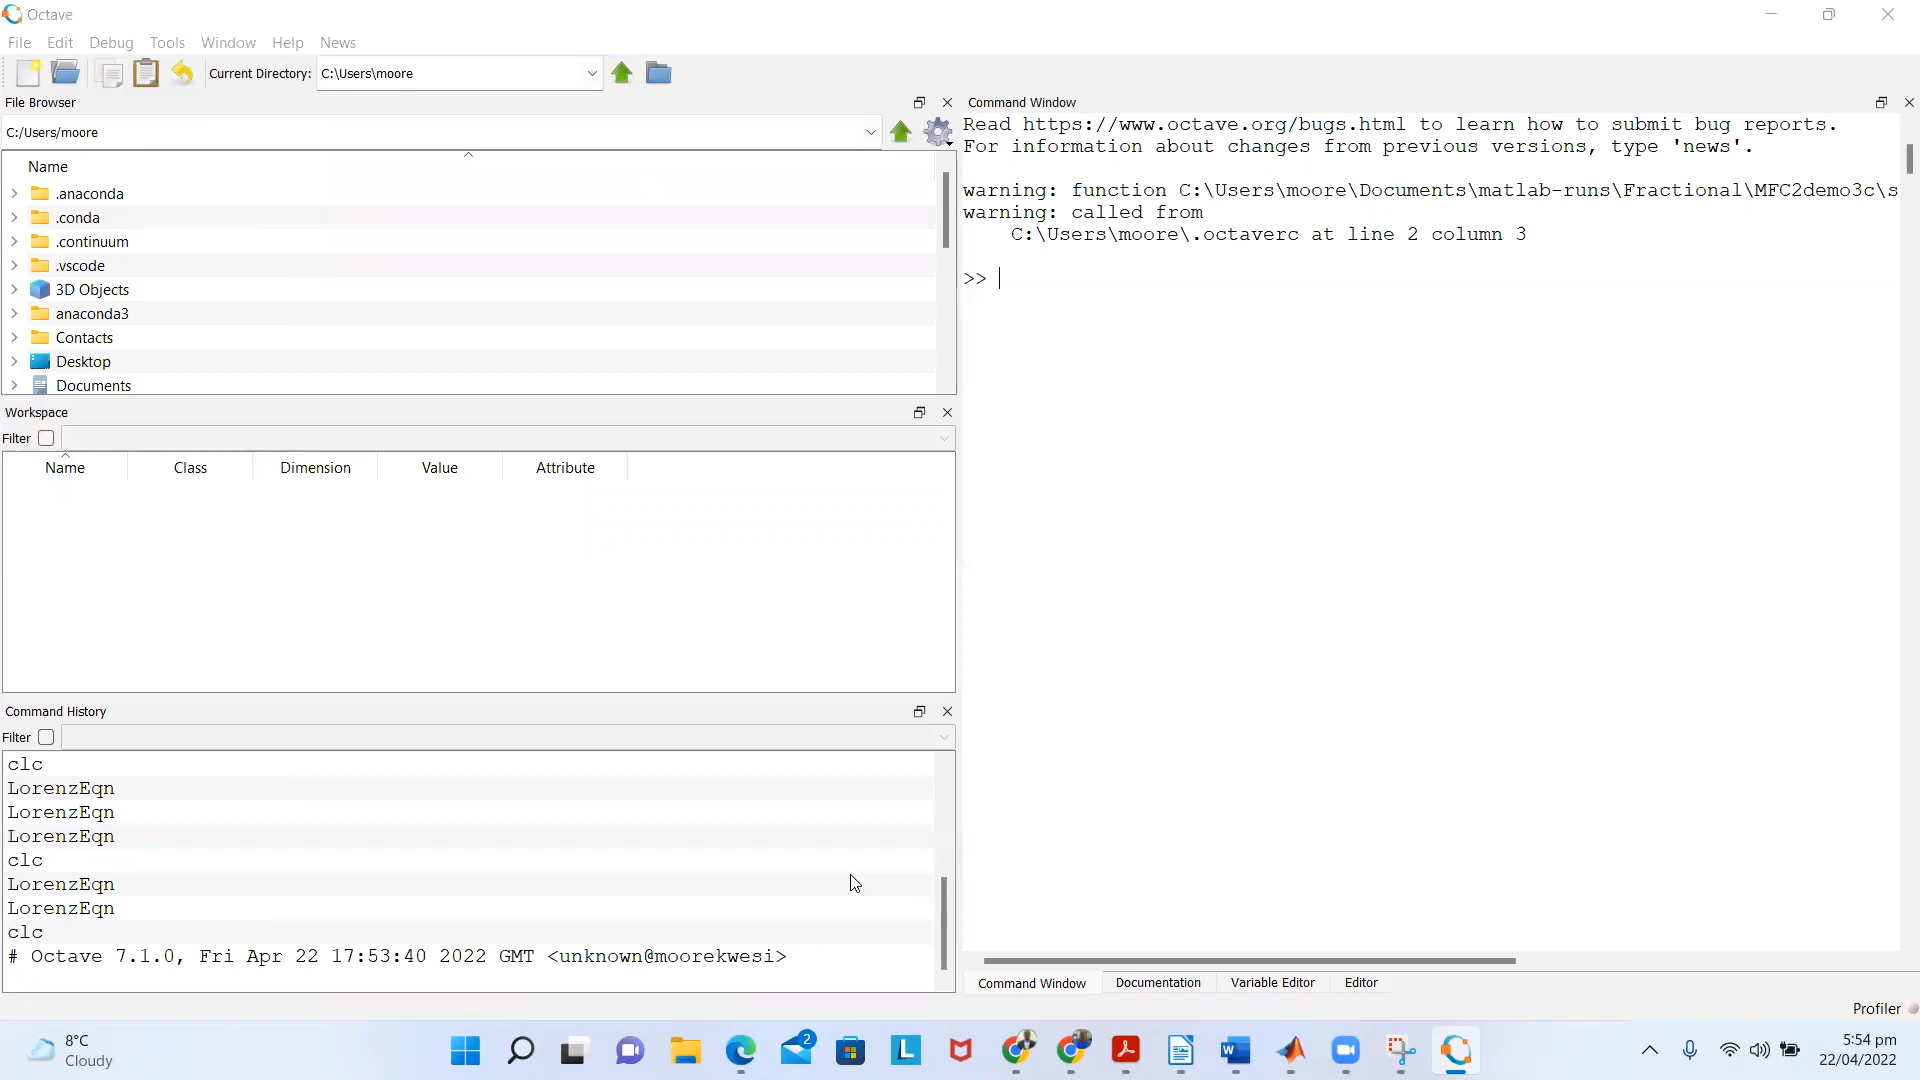 Octave
File Edit Debug Tools Window Help News
Current Directory: C:\Users\moore
File Browser
C:/Users/moore
Name
.anaconda
.conda
.continuum
.vscode
3D Objects
anaconda3
Contacts
Desktop
Documents
Workspace
Filter
Name Class Dimension Value Attribute
Command History
Filter
clc
LorenzEqn
LorenzEqn
LorenzEqn
clc
LorenzEqn
LorenzEqn
clc
# Octave 7.1.0, Fri Apr 22 17:53:40 2022 GMT <unknown@moorekwesi>
Command Window
Read https://www.octave.org/bugs.html to learn how to submit bug reports.
For information about changes from previous versions, type 'news'.
warning: function C:\Users\moore\Documents\matlab-runs\Fractional\MFC2demo3c\s
warning: called from
C:\Users\moore\.octaverc at line 2 column 3
>>
Command Window Documentation Variable Editor Editor
Profiler
8°C
Cloudy
2
L
W
5:54 pm
22/04/2022